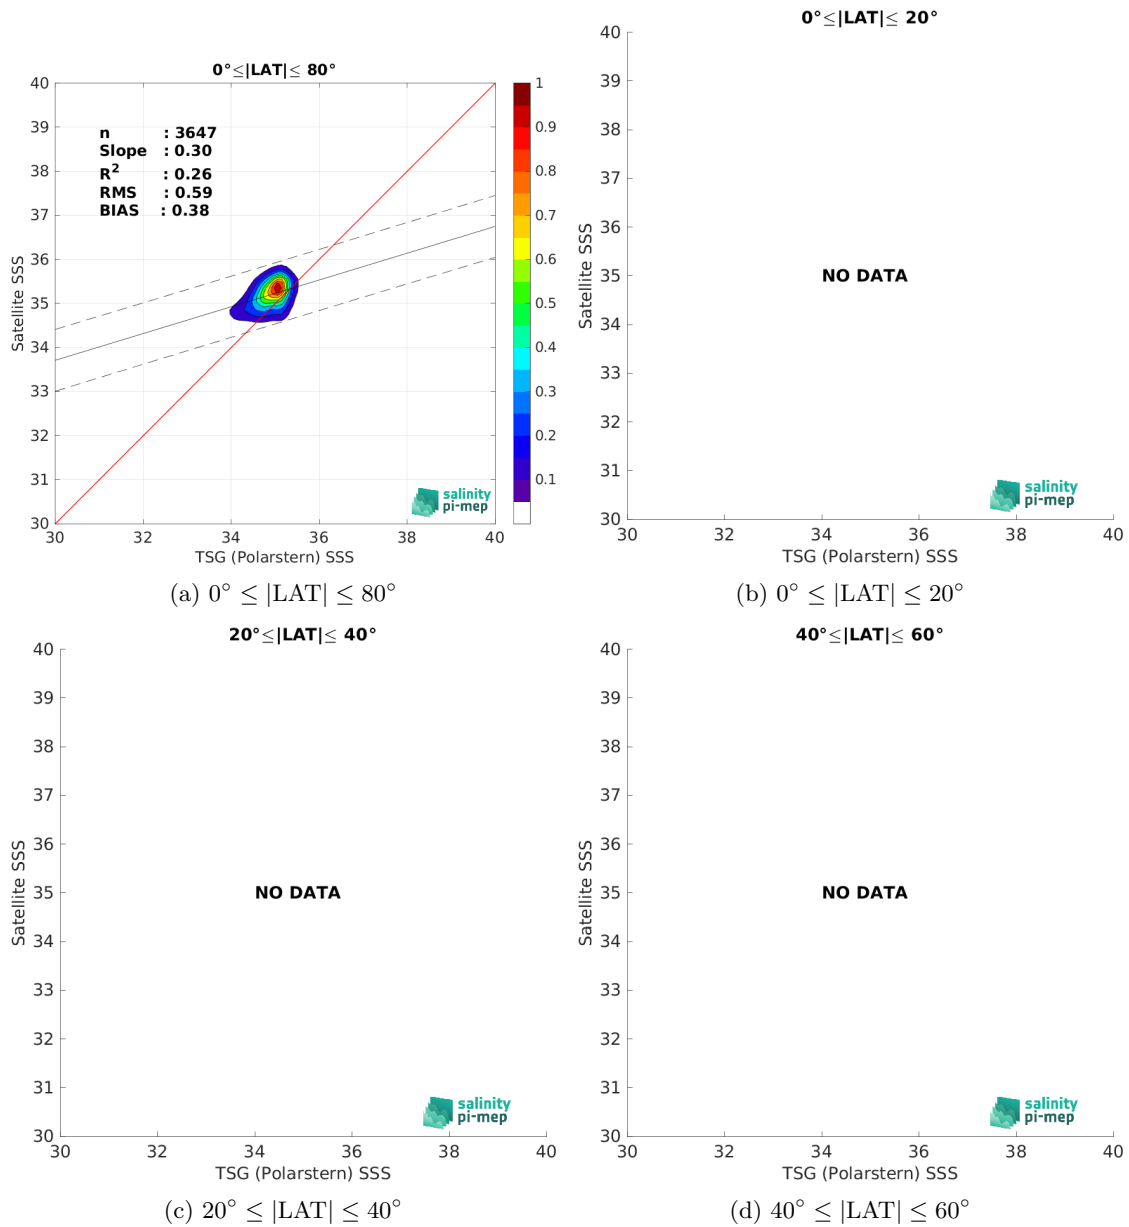 0°≤|LAT|≤ 80°
40
39
38
37
36
35
34
33
32
31
30
Satellite SSS
n : 3647
Slope : 0.30
R² : 0.26
RMS : 0.59
BIAS : 0.38
1
0.9
0.8
0.7
0.6
0.5
0.4
0.3
0.2
0.1
salinity
pi-mep
30 32 34 36 38 40
TSG (Polarstern) SSS
(a) 0° ≤ |LAT| ≤ 80°
0°≤|LAT|≤ 20°
40
39
38
37
36
35
34
33
32
31
30
Satellite SSS
NO DATA
salinity
pi-mep
30 32 34 36 38 40
TSG (Polarstern) SSS
(b) 0° ≤ |LAT| ≤ 20°
20°≤|LAT|≤ 40°
40
39
38
37
36
35
34
33
32
31
30
Satellite SSS
NO DATA
salinity
pi-mep
30 32 34 36 38 40
TSG (Polarstern) SSS
(c) 20° ≤ |LAT| ≤ 40°
40°≤|LAT|≤ 60°
40
39
38
37
36
35
34
33
32
31
30
Satellite SSS
NO DATA
salinity
pi-mep
30 32 34 36 38 40
TSG (Polarstern) SSS
(d) 40° ≤ |LAT| ≤ 60°